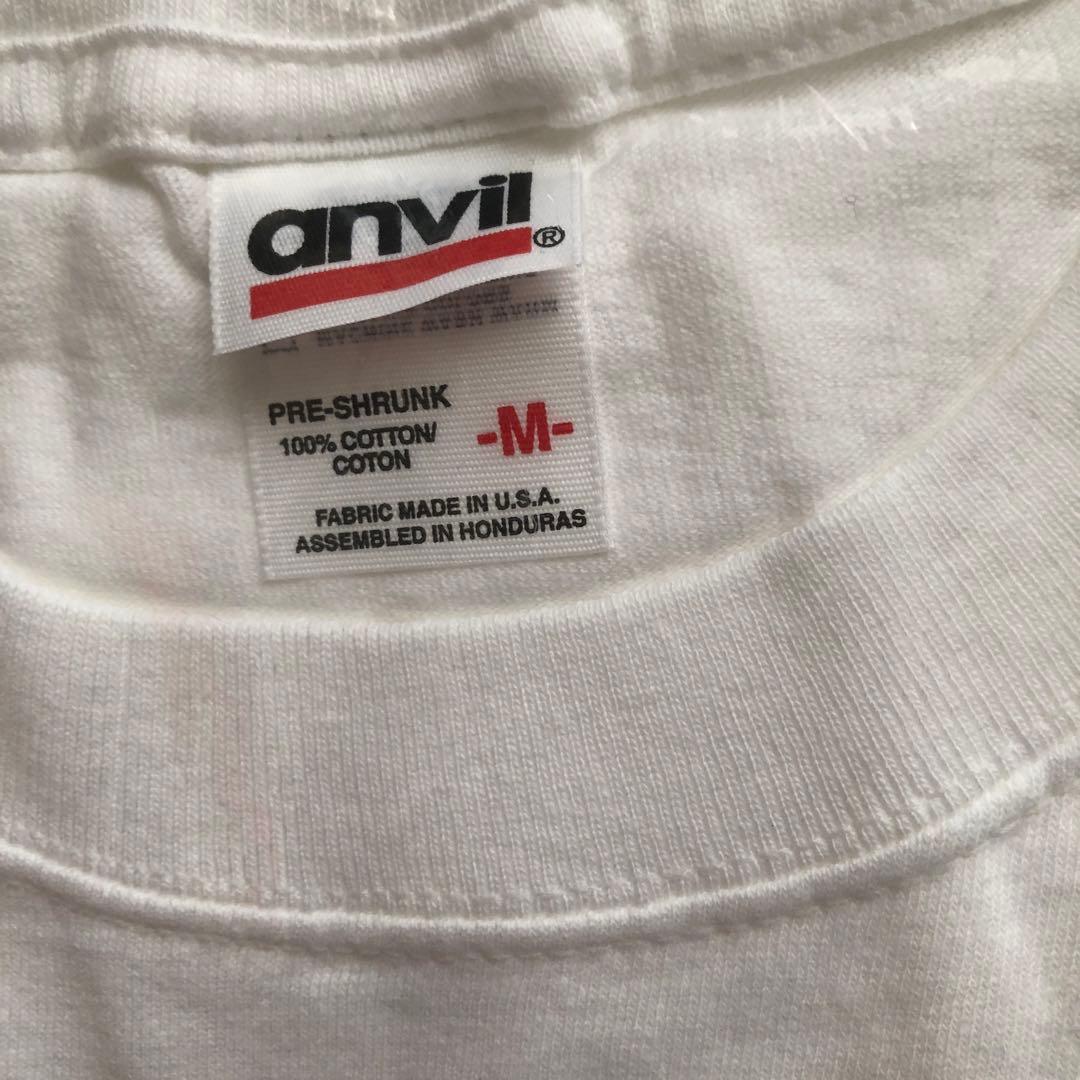 anvil®
PRE-SHRUNK
100% COTTON/
COTON
-M-
FABRIC MADE IN U.S.A.
ASSEMBLED IN HONDURAS